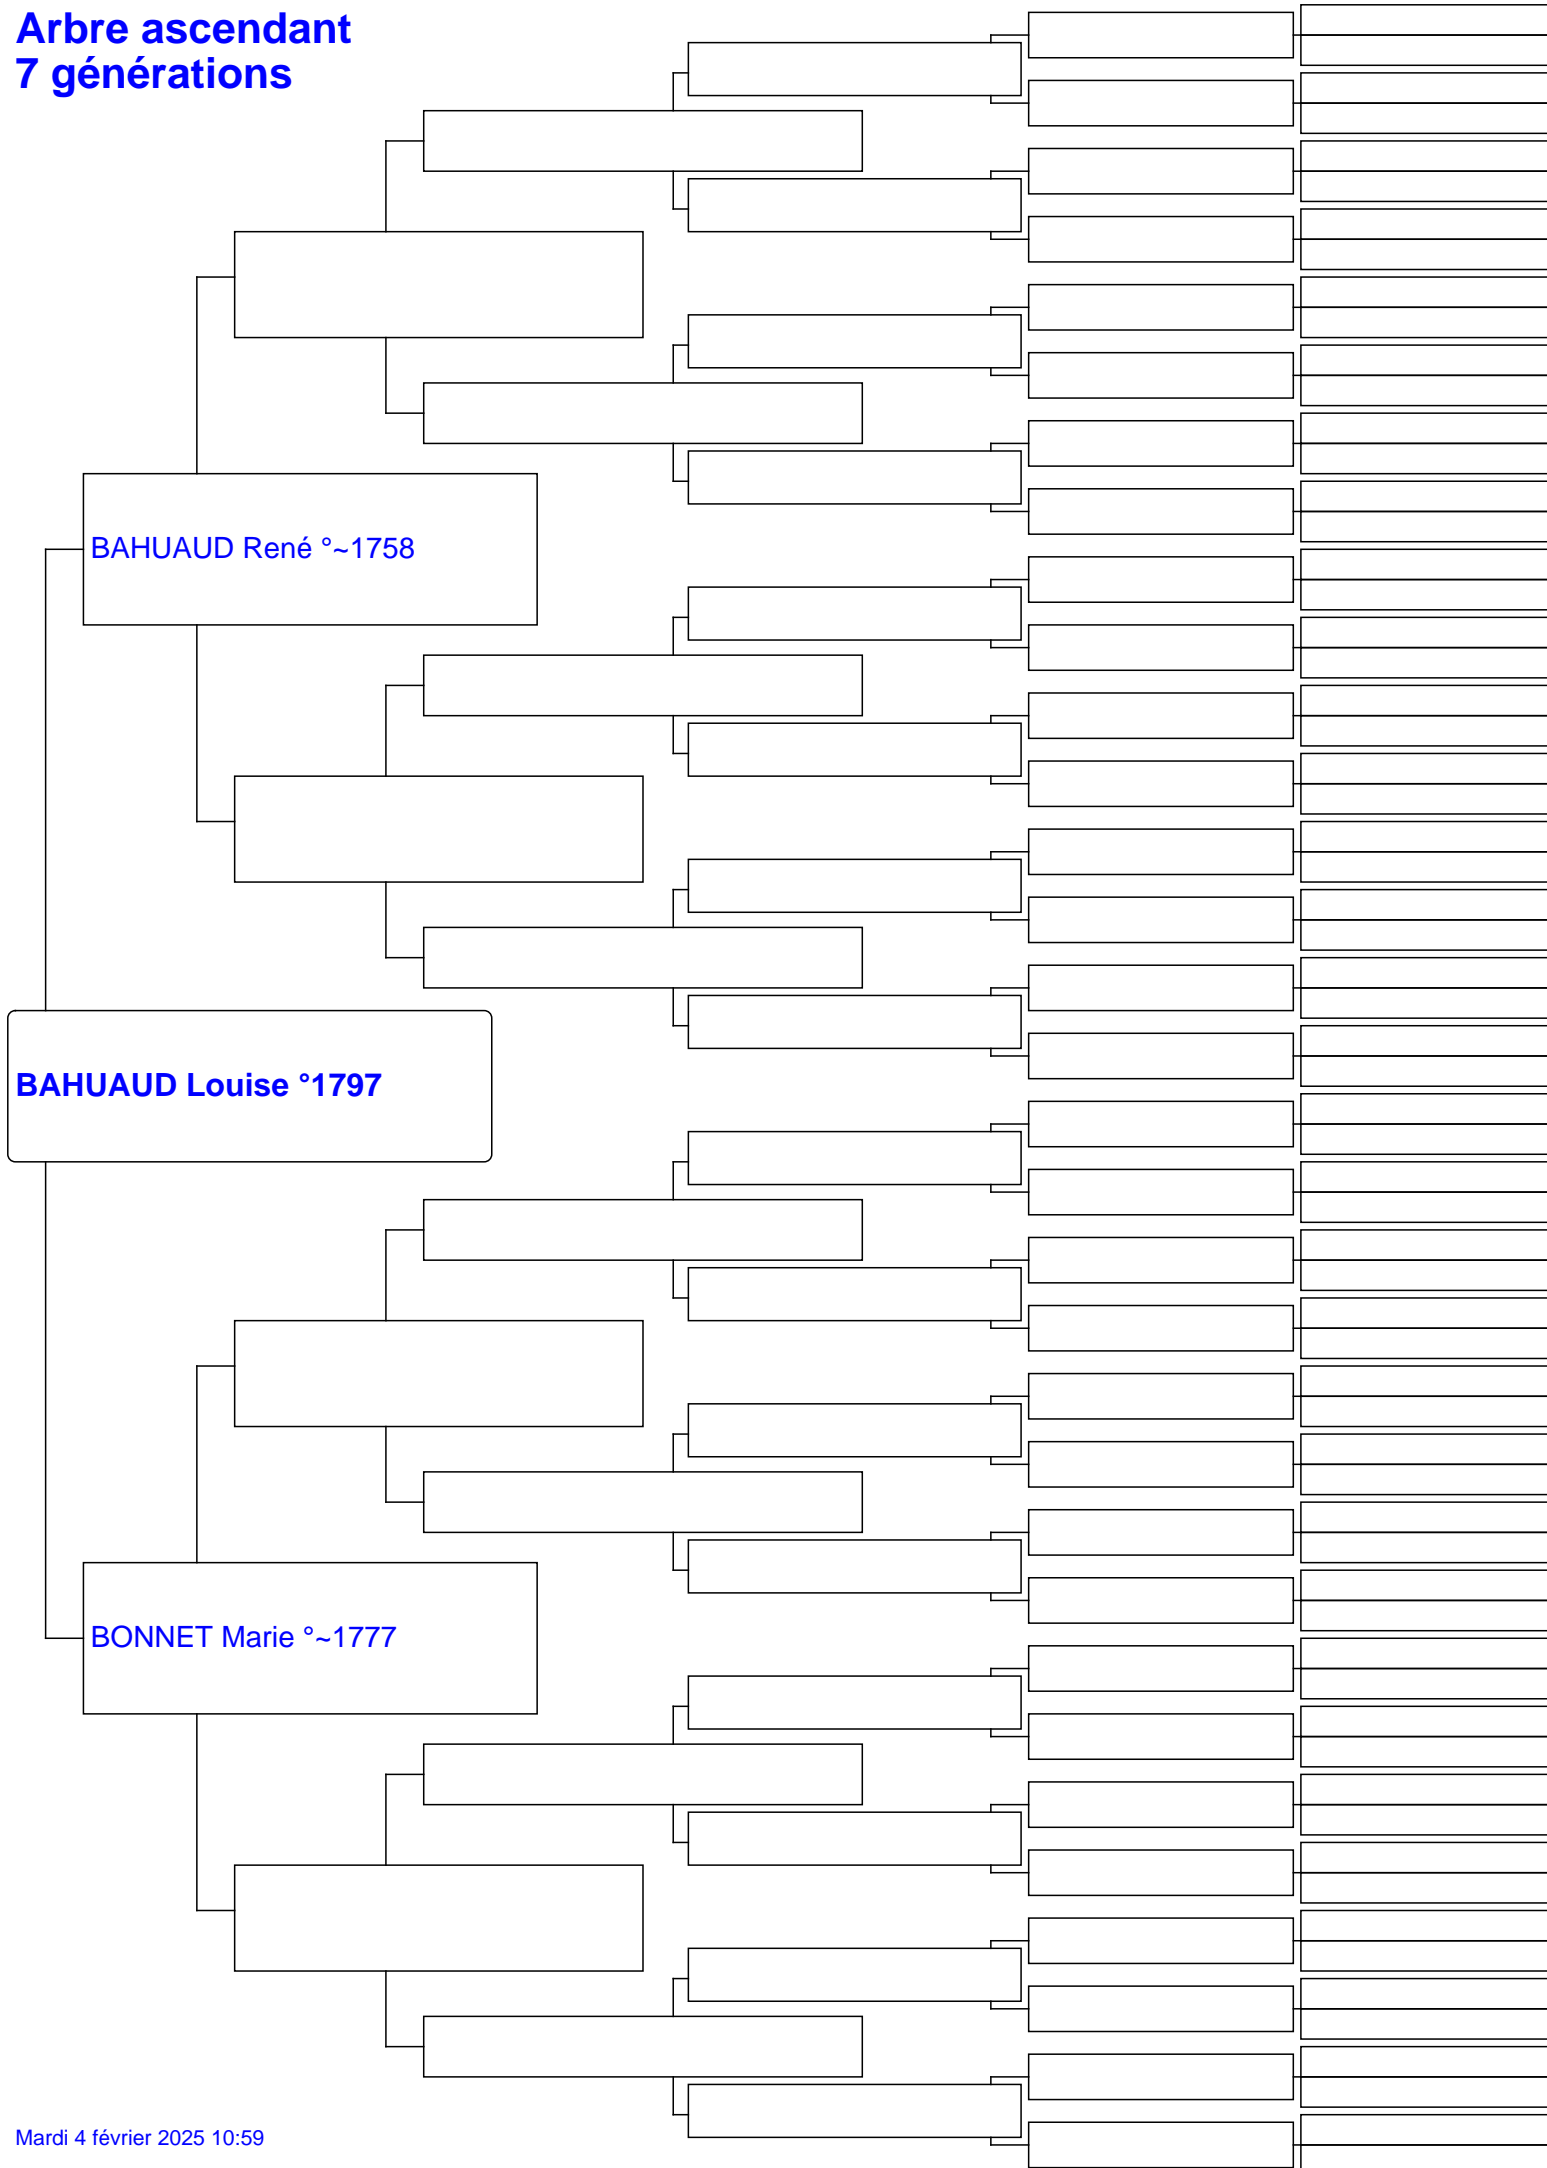 Arbre ascendant
7 générations
BAHUAUD René °~1758
BAHUAUD Louise °1797
BONNET Marie °~1777
Mardi 4 février 2025 10:59